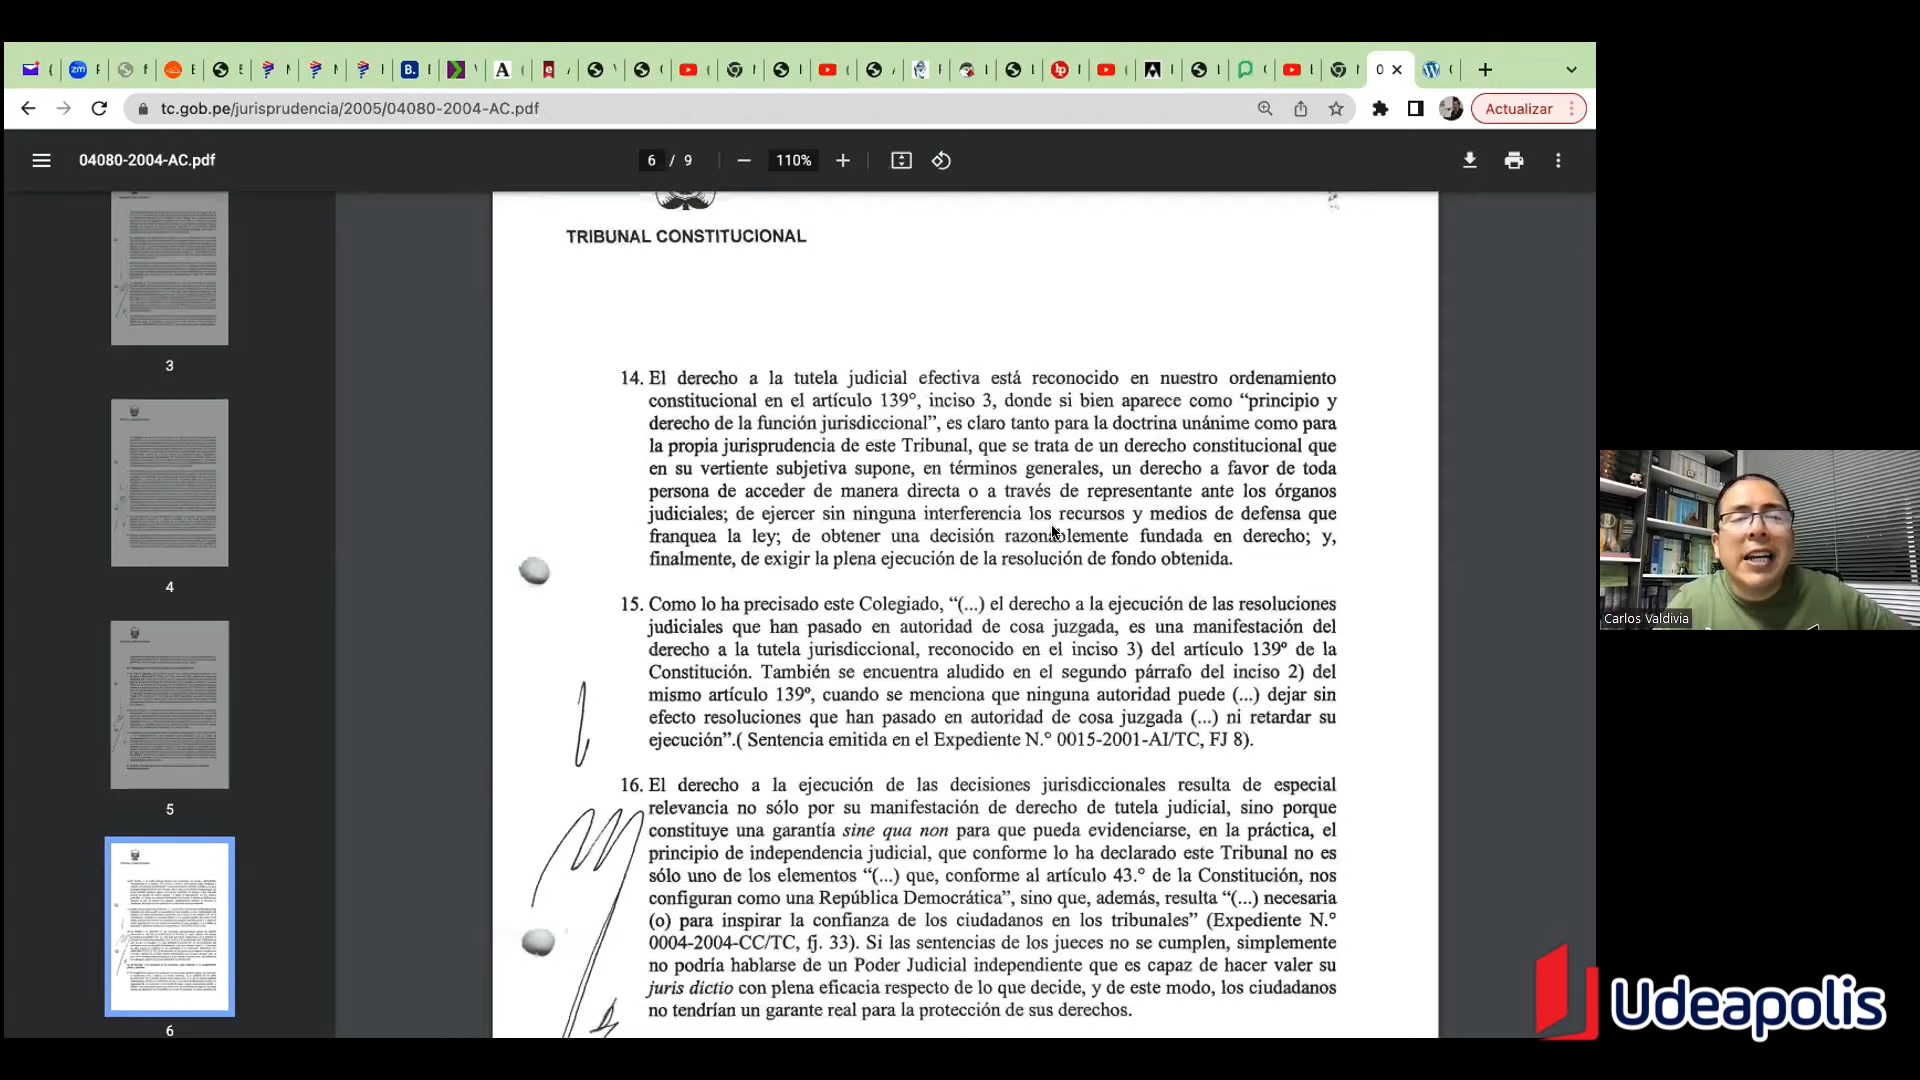 tc.gob.pe/jurisprudencia/2005/04080-2004-AC.pdf
Actualizar
04080-2004-AC.pdf
6 / 9
110%
3
4
5
6
TRIBUNAL CONSTITUCIONAL
14. El derecho a la tutela judicial efectiva está reconocido en nuestro ordenamiento
constitucional en el artículo 139°, inciso 3, donde si bien aparece como “principio y
derecho de la función jurisdiccional”, es claro tanto para la doctrina unánime como para
la propia jurisprudencia de este Tribunal, que se trata de un derecho constitucional que
en su vertiente subjetiva supone, en términos generales, un derecho a favor de toda
persona de acceder de manera directa o a través de representante ante los órganos
judiciales; de ejercer sin ninguna interferencia los recursos y medios de defensa que
franquea la ley; de obtener una decisión razonablemente fundada en derecho; y,
finalmente, de exigir la plena ejecución de la resolución de fondo obtenida.
15. Como lo ha precisado este Colegiado, “(...) el derecho a la ejecución de las resoluciones
judiciales que han pasado en autoridad de cosa juzgada, es una manifestación del
derecho a la tutela jurisdiccional, reconocido en el inciso 3) del artículo 139º de la
Constitución. También se encuentra aludido en el segundo párrafo del inciso 2) del
mismo artículo 139º, cuando se menciona que ninguna autoridad puede (...) dejar sin
efecto resoluciones que han pasado en autoridad de cosa juzgada (...) ni retardar su
ejecución”.( Sentencia emitida en el Expediente N.° 0015-2001-AI/TC, FJ 8).
16. El derecho a la ejecución de las decisiones jurisdiccionales resulta de especial
relevancia no sólo por su manifestación de derecho de tutela judicial, sino porque
constituye una garantía sine qua non para que pueda evidenciarse, en la práctica, el
principio de independencia judicial, que conforme lo ha declarado este Tribunal no es
sólo uno de los elementos “(...) que, conforme al artículo 43.° de la Constitución, nos
configuran como una República Democrática”, sino que, además, resulta “(...) necesaria
(o) para inspirar la confianza de los ciudadanos en los tribunales” (Expediente N.°
0004-2004-CC/TC, fj. 33). Si las sentencias de los jueces no se cumplen, simplemente
no podría hablarse de un Poder Judicial independiente que es capaz de hacer valer su
juris dictio con plena eficacia respecto de lo que decide, y de este modo, los ciudadanos
no tendrían un garante real para la protección de sus derechos.
Carlos Valdivia
Udeapolis